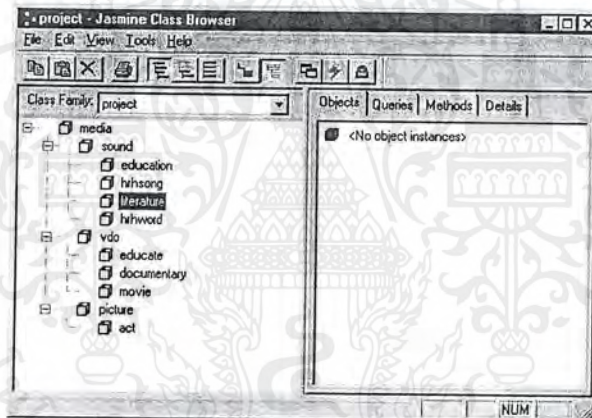 project - Jasmine Class Browser
File Edit View Tools Help
Class Family: project
Objects Queries Methods Details
media
<No object instances>
sound
education
hrhsong
literature
hrhword
vdo
educate
documentary
movie
picture
act
NUM